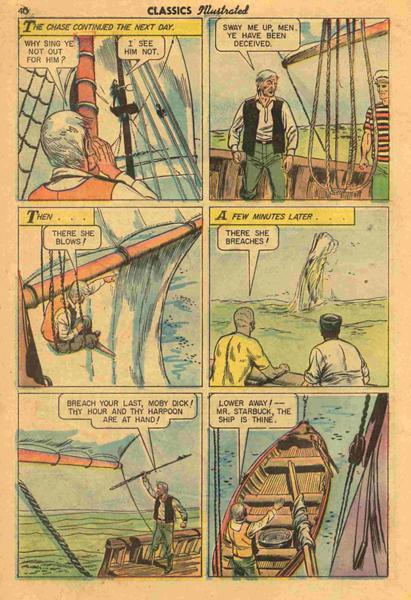 40
CLASSICS Illustrated
THE CHASE CONTINUED THE NEXT DAY.
WHY SING YE
NOT OUT
FOR HIM?
I SEE
HIM NOT.
SWAY ME UP, MEN.
YE HAVE BEEN
DECEIVED.
THEN . . .
THERE SHE
BLOWS!
A FEW MINUTES LATER . . .
THERE SHE
BREACHES!
BREACH YOUR LAST, MOBY DICK!
THY HOUR AND THY HARPOON
ARE AT HAND!
LOWER AWAY!—
MR. STARBUCK, THE
SHIP IS THINE.